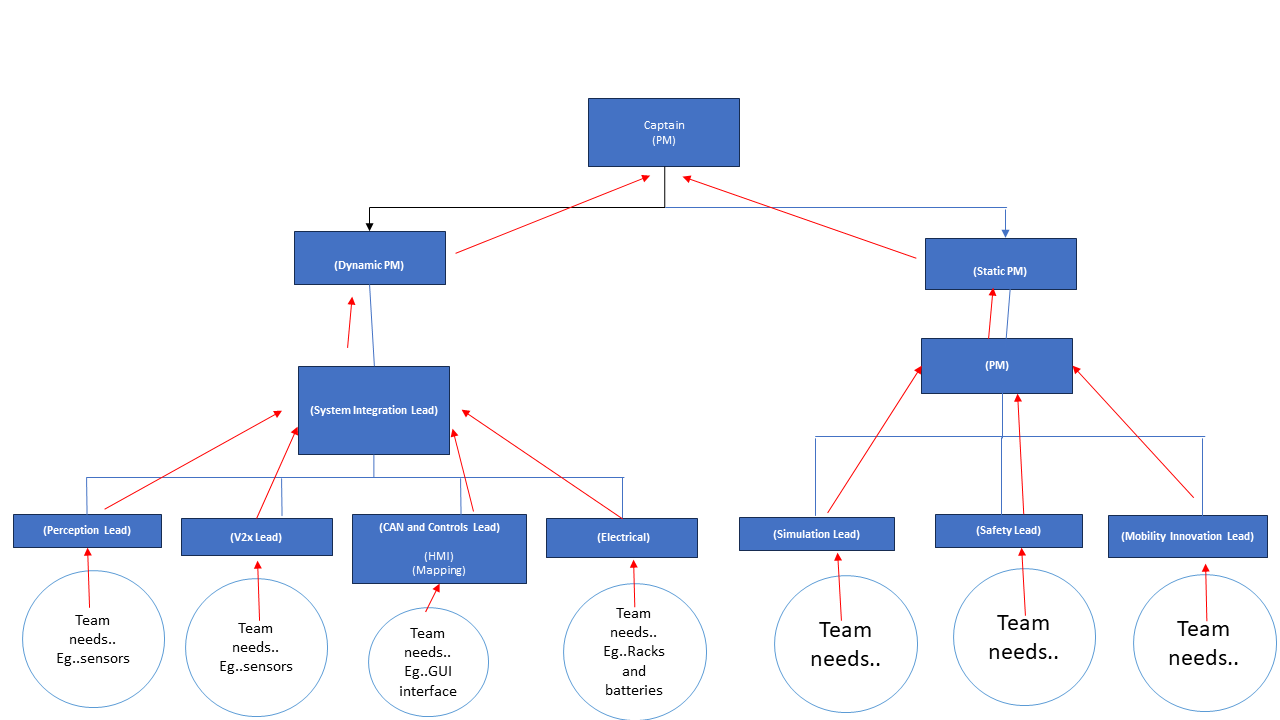 Captain
(PM)
(Dynamic PM)
(Static PM)
(PM)
(System Integration Lead)
(Perception Lead)
(V2x Lead)
(CAN and Controls Lead)
(HMI)
(Mapping)
(Electrical)
(Simulation Lead)
(Safety Lead)
(Mobility Innovation Lead)
Team
needs..
Eg..sensors
Team
needs..
Eg..sensors
Team
needs..
Eg..GUI
interface
Team
needs..
Eg..Racks
and
batteries
Team
needs..
Team
needs..
Team
needs..